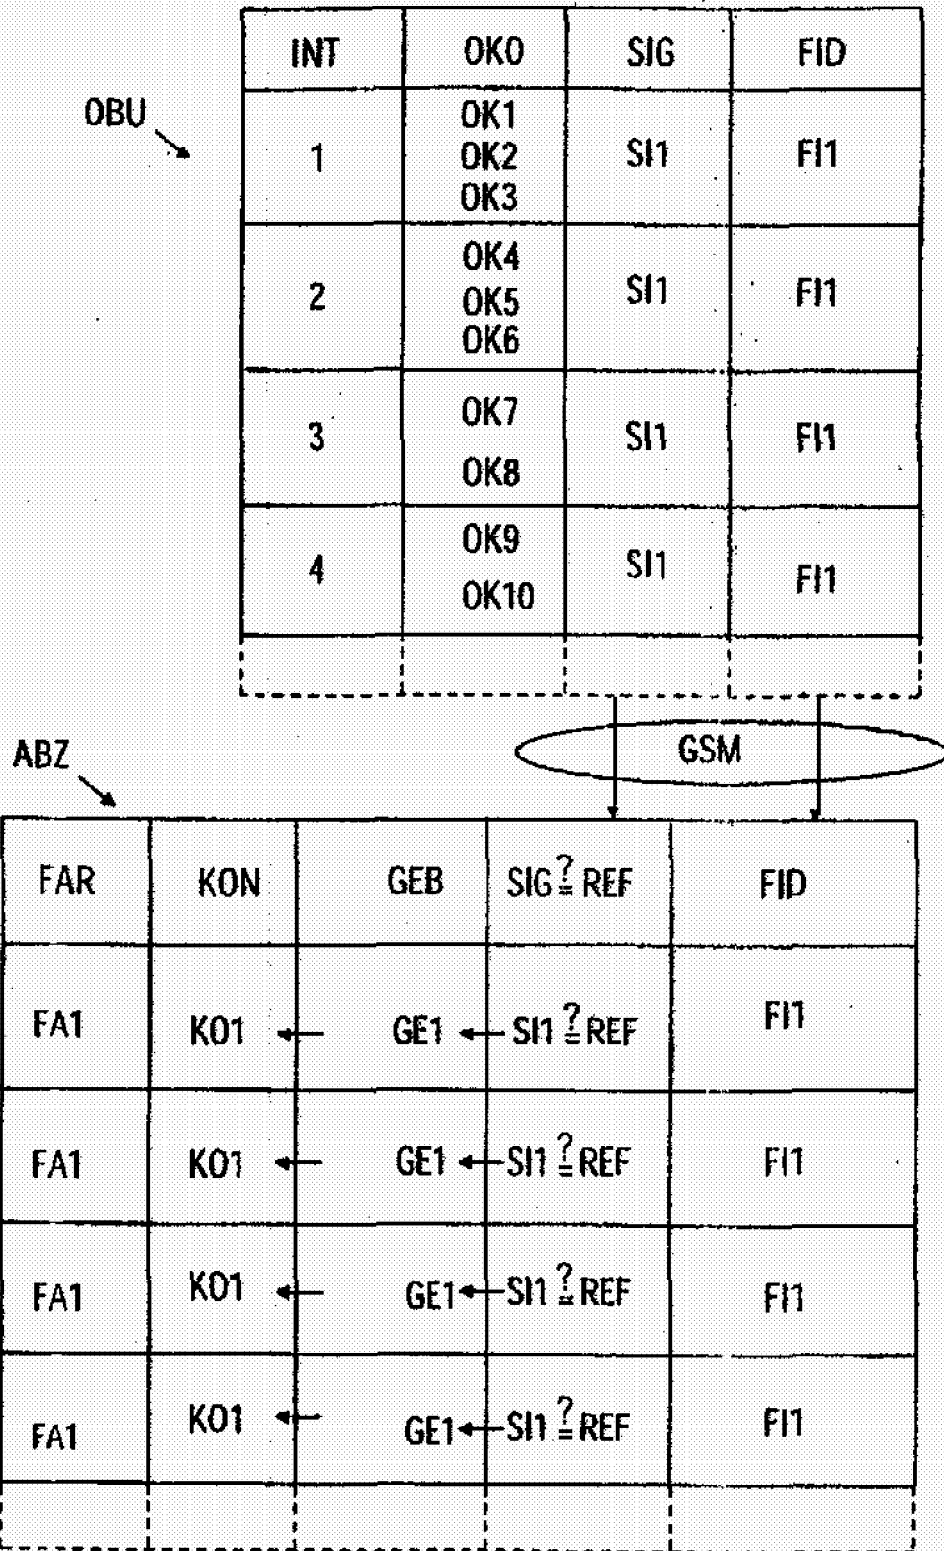 INT OKO SIG FID
OBU
1 OK1 OK2 OK3 SI1 FI1
2 OK4 OK5 OK6 SI1 FI1
3 OK7 OK8 SI1 FI1
4 OK9 OK10 SI1 FI1
GSM
ABZ
FAR KON GEB SIG ≟ REF FID
FA1 KO1 ← GE1 ← SI1 ≟ REF FI1
FA1 KO1 ← GE1 ← SI1 ≟ REF FI1
FA1 KO1 ← GE1 ← SI1 ≟ REF FI1
FA1 KO1 ← GE1 ← SI1 ≟ REF FI1